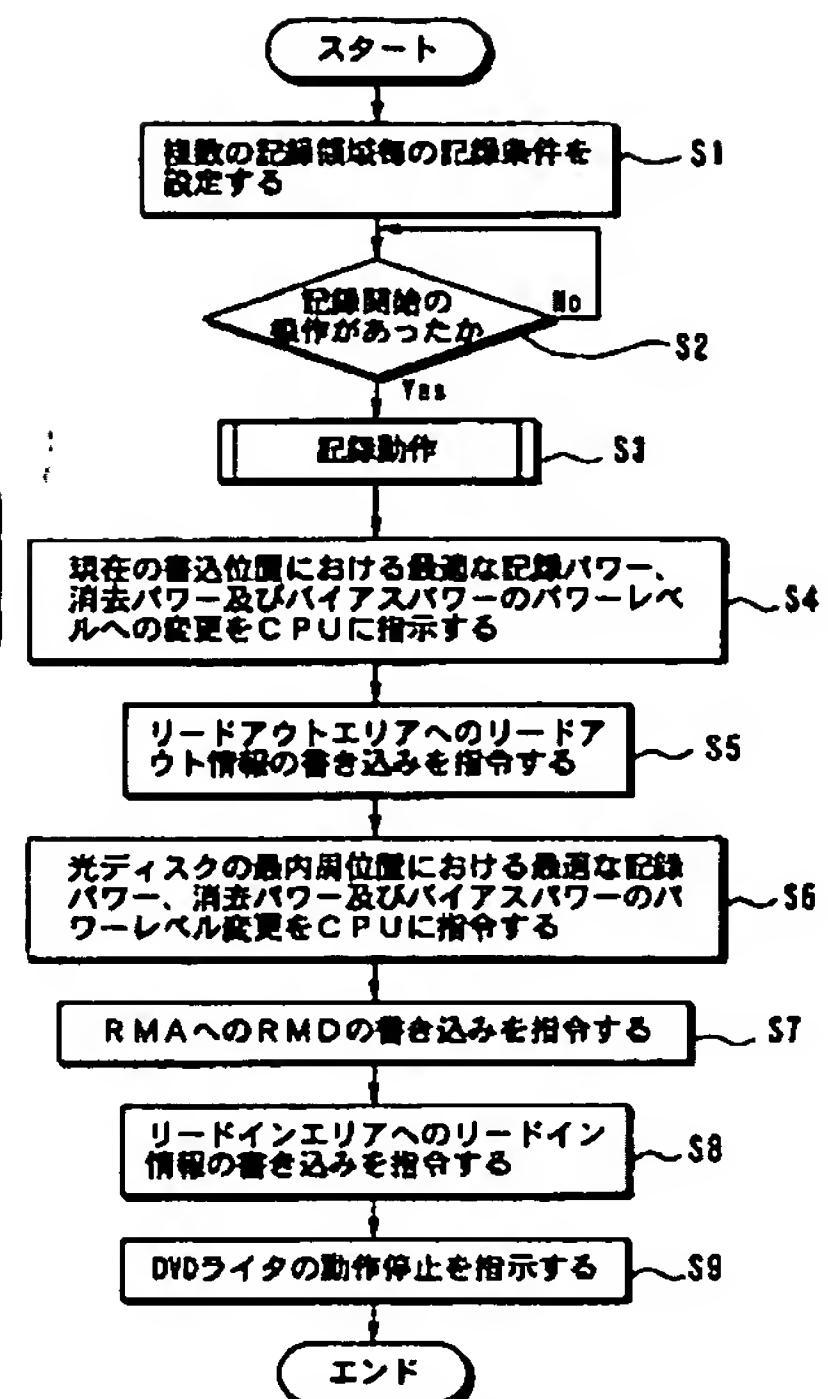 スタート
複数の記録領域毎の記録条件を
設定する
S1
記録開始の
操作があったか
No
S2
Yes
記録動作
S3
現在の書込位置における最適な記録パワー、
消去パワー及びバイアスパワーのパワーレベ
ルへの変更をCPUに指示する
S4
リードアウトエリアへのリードア
ウト情報の書き込みを指令する
S5
光ディスクの最内周位置における最適な記録
パワー、消去パワー及びバイアスパワーのパ
ワーレベル変更をCPUに指令する
S6
RMAへのRMDの書き込みを指令する
S7
リードインエリアへのリードイン
情報の書き込みを指令する
S8
DVDライタの動作停止を指示する
S9
エンド